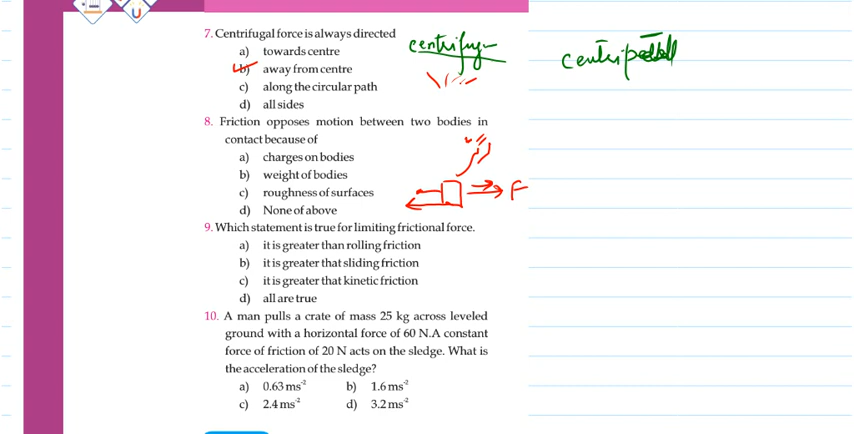 7. Centrifugal force is always directed
a) towards centre
b) away from centre
c) along the circular path
d) all sides
8. Friction opposes motion between two bodies in
contact because of
a) charges on bodies
b) weight of bodies
c) roughness of surfaces
d) None of above
9. Which statement is true for limiting frictional force.
a) it is greater than rolling friction
b) it is greater that sliding friction
c) it is greater that kinetic friction
d) all are true
10. A man pulls a crate of mass 25 kg across leveled
ground with a horizontal force of 60 N.A constant
force of friction of 20 N acts on the sledge. What is
the acceleration of the sledge?
a) 0.63 ms⁻² b) 1.6 ms⁻²
c) 2.4 ms⁻² d) 3.2 ms⁻²
F